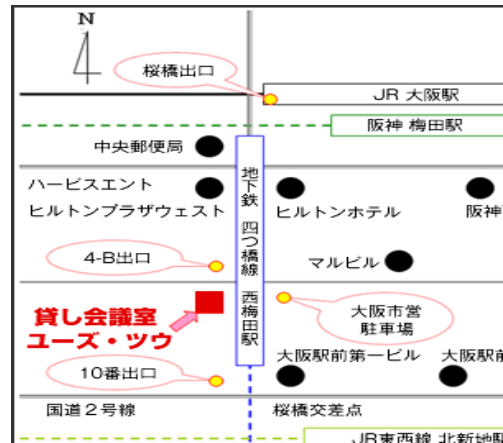 N
桜橋出口
JR 大阪駅
阪神 梅田駅
中央郵便局
ハービスエント
ヒルトンプラザウェスト
地下鉄 四つ橋線 西梅田駅
ヒルトンホテル
阪神
4-B出口
マルビル
貸し会議室
ユーズ・ツウ
大阪市営
駐車場
大阪駅前第一ビル
大阪駅前
10番出口
国道2号線
桜橋交差点
JR東西線 北新地駅